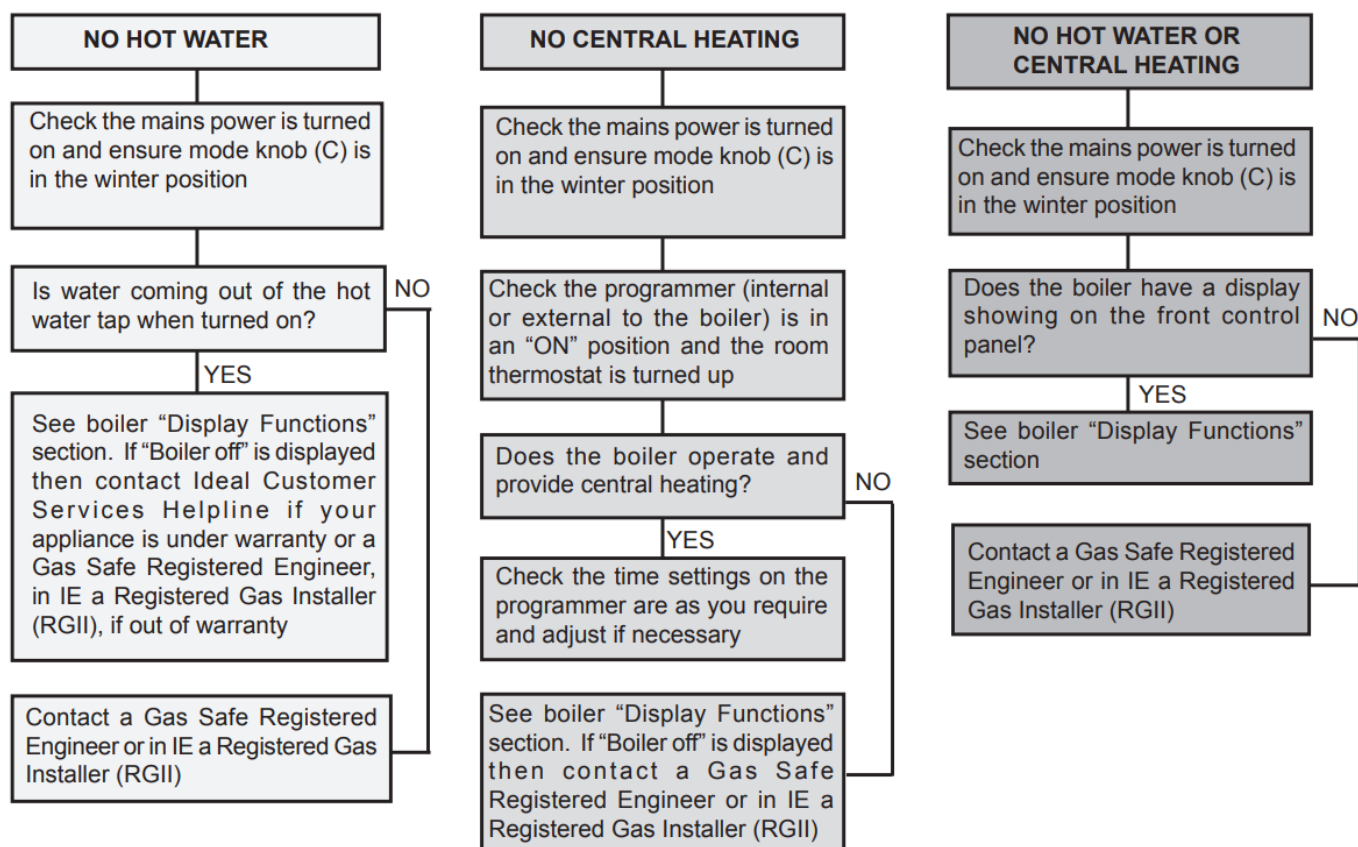 NO HOT WATER
Check the mains power is turned
on and ensure mode knob (C) is
in the winter position
Is water coming out of the hot
water tap when turned on?
NO
YES
See boiler “Display Functions”
section. If “Boiler off” is displayed
then contact Ideal Customer
Services Helpline if your
appliance is under warranty or a
Gas Safe Registered Engineer,
in IE a Registered Gas Installer
(RGII), if out of warranty
Contact a Gas Safe Registered
Engineer or in IE a Registered Gas
Installer (RGII)
NO CENTRAL HEATING
Check the mains power is turned
on and ensure mode knob (C) is
in the winter position
Check the programmer (internal
or external to the boiler) is in
an “ON” position and the room
thermostat is turned up
Does the boiler operate and
provide central heating?
NO
YES
Check the time settings on the
programmer are as you require
and adjust if necessary
See boiler “Display Functions”
section. If “Boiler off” is displayed
then contact a Gas Safe
Registered Engineer or in IE a
Registered Gas Installer (RGII)
NO HOT WATER OR
CENTRAL HEATING
Check the mains power is turned
on and ensure mode knob (C) is
in the winter position
Does the boiler have a display
showing on the front control
panel?
NO
YES
See boiler “Display Functions”
section
Contact a Gas Safe Registered
Engineer or in IE a Registered
Gas Installer (RGII)